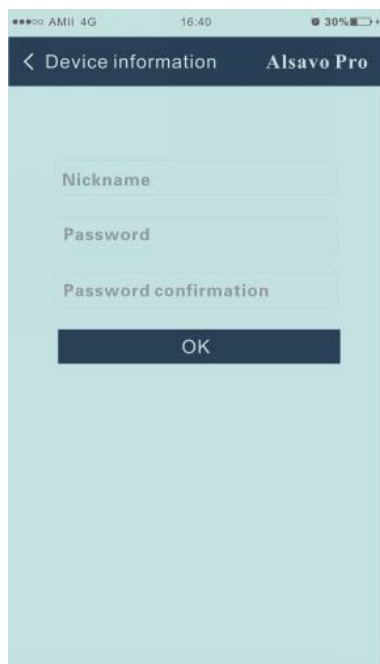 AMII 4G 16:40 30%
Device information Alsavo Pro
Nickname
Password
Password confirmation
OK